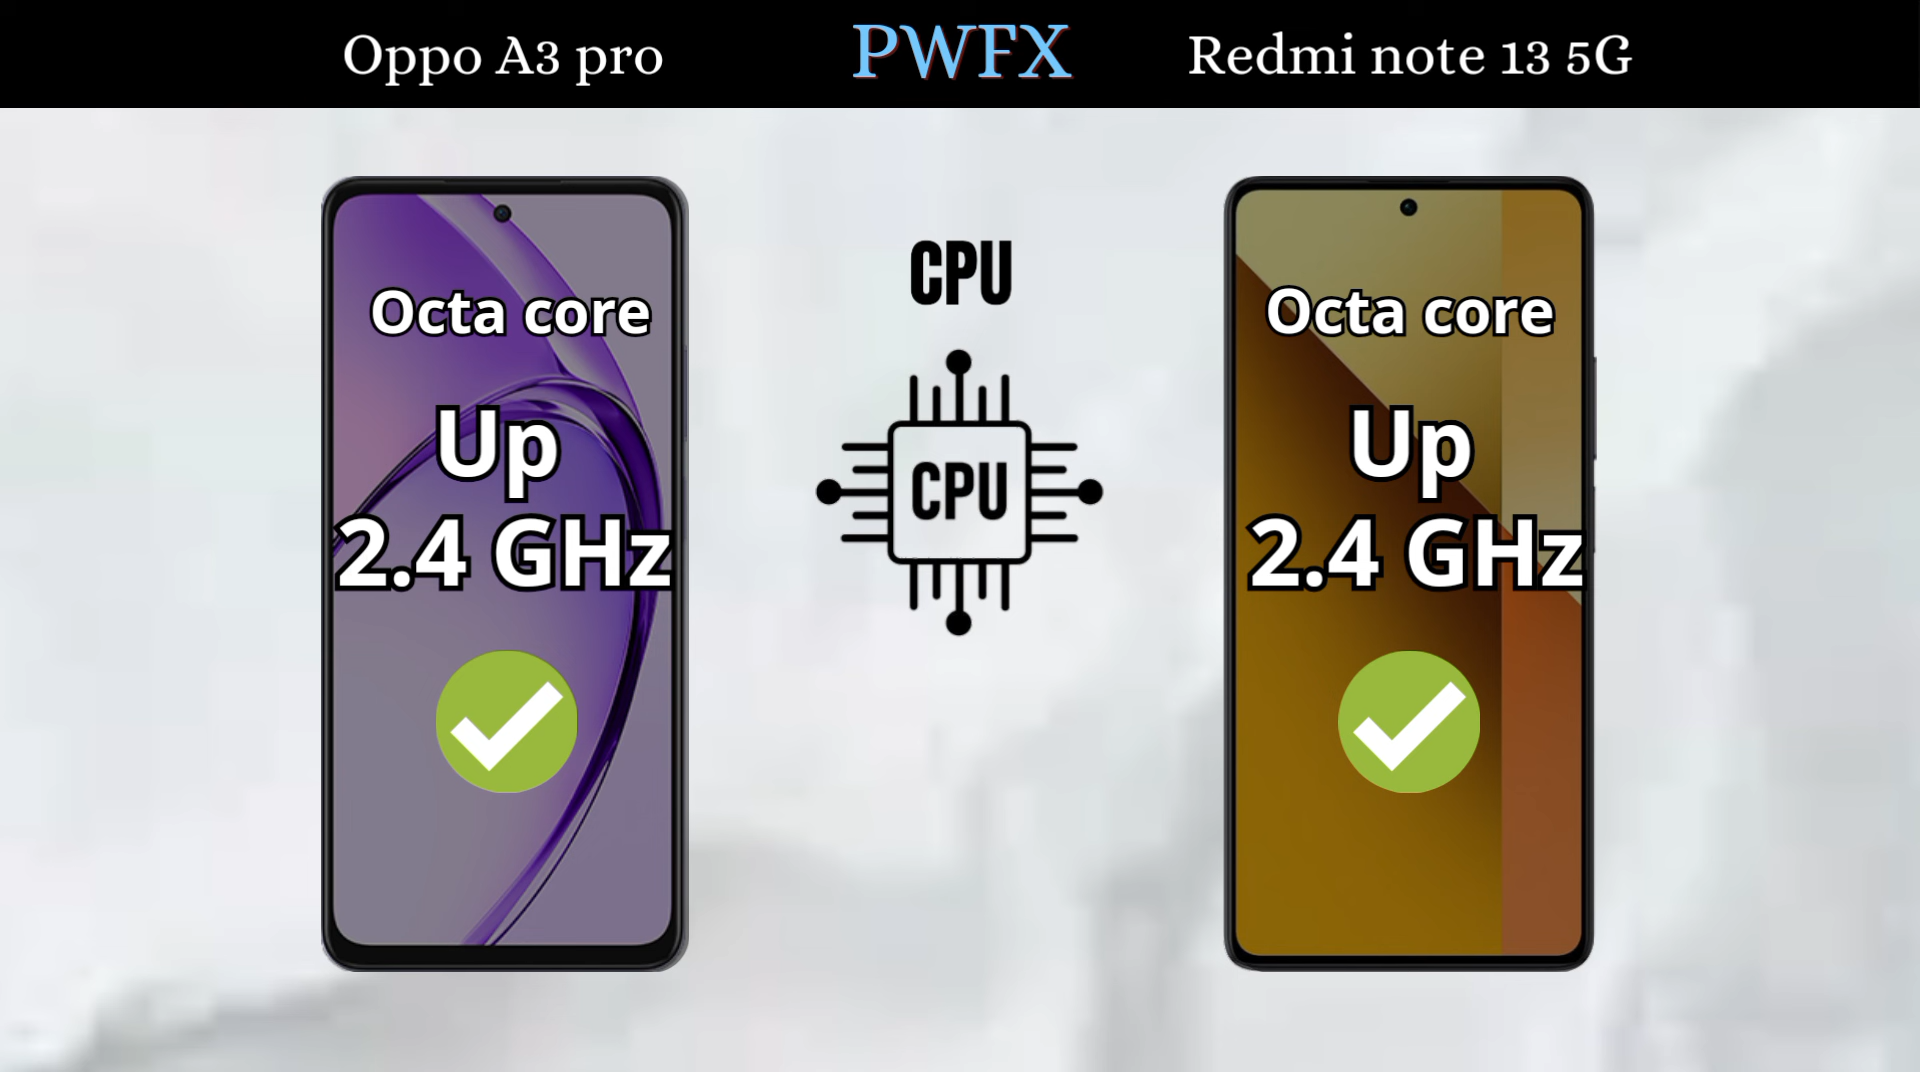 Oppo A3 pro
PWFX
Redmi note 13 5G
Octa core
Up
2.4 GHz
CPU
CPU
Octa core
Up
2.4 GHz